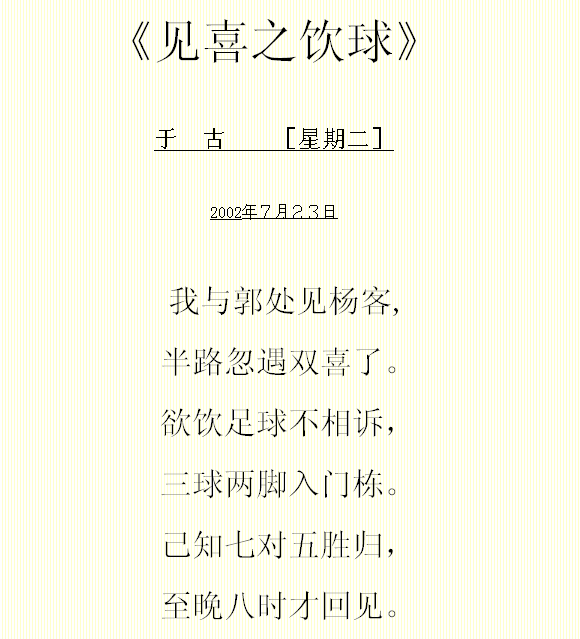 《见喜之饮球》
于 古 [星期二]
2002年７月２３日
我与郭处见杨客,
半路忽遇双喜了。
欲饮足球不相诉，
三球两脚入门栋。
己知七对五胜归，
至晚八时才回见。